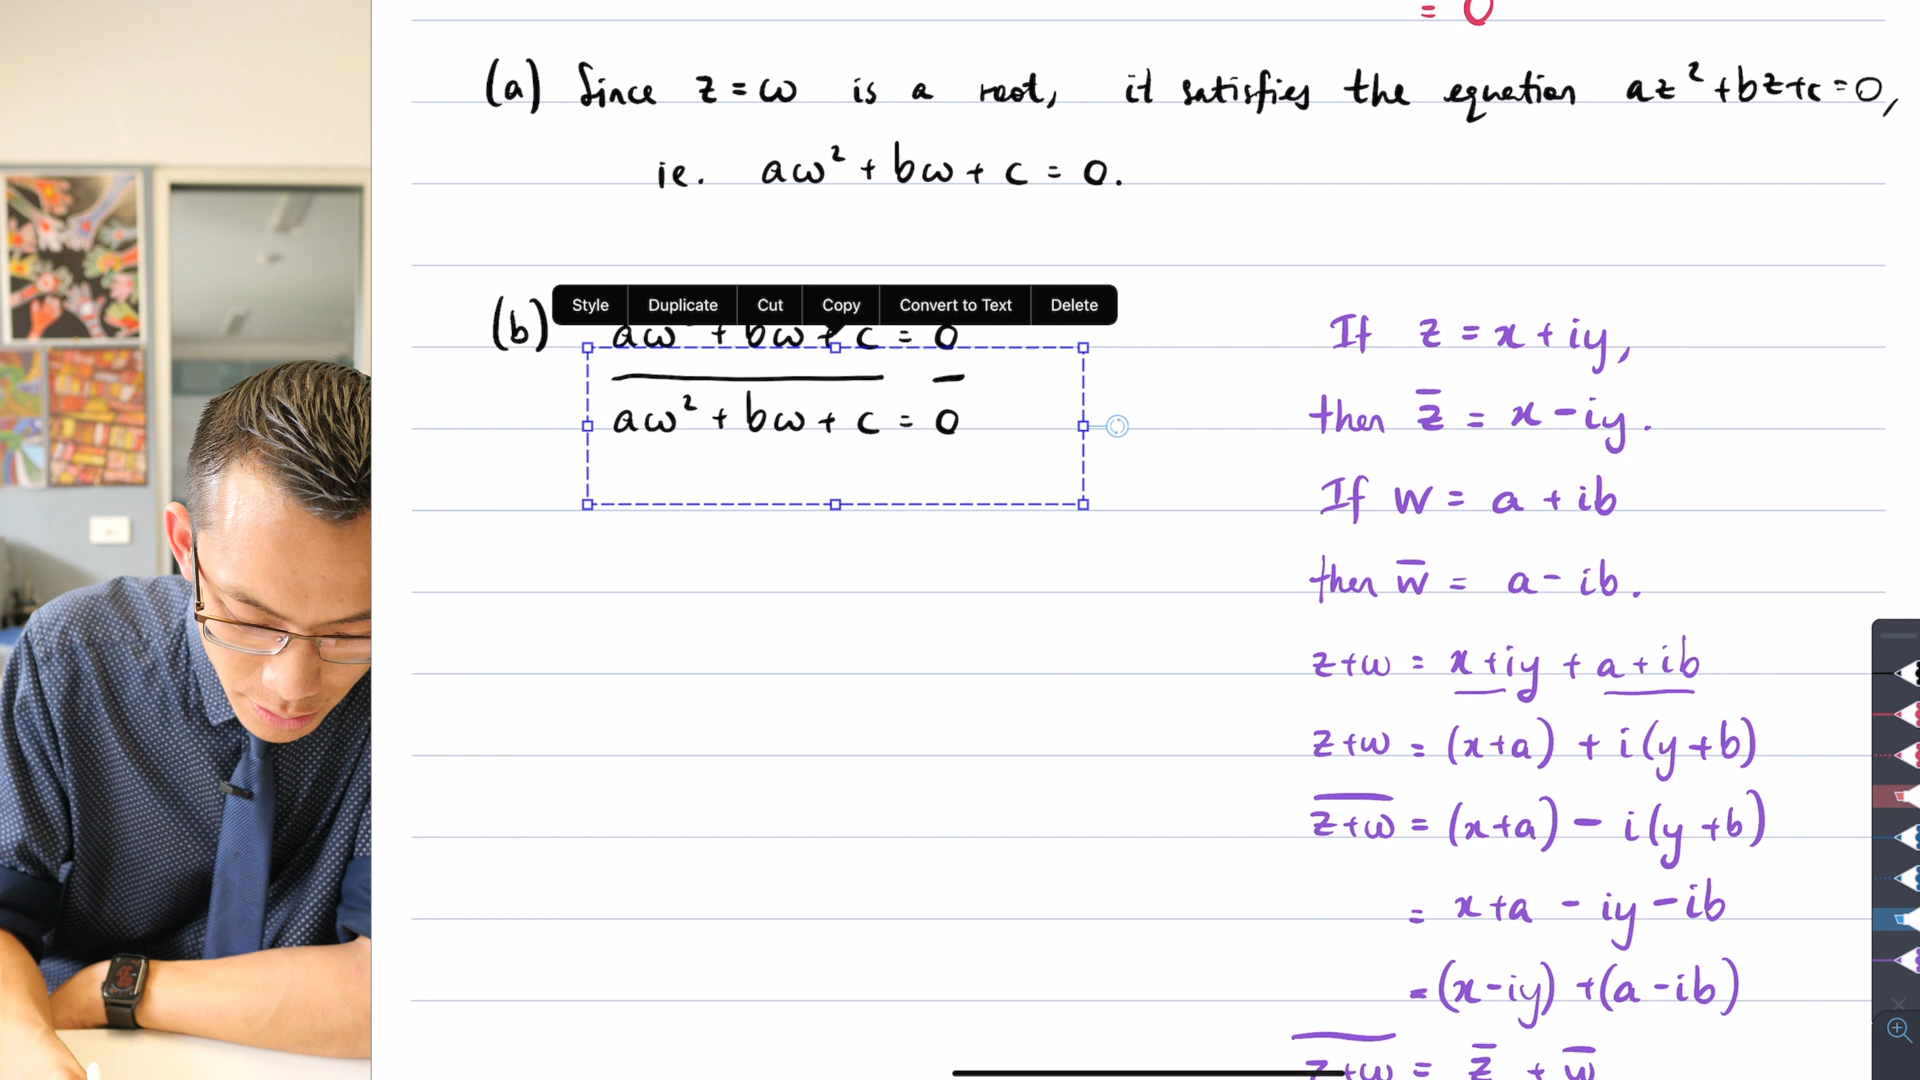 = 0
(a) Since z = ω is a root, it satisfies the equation az² + bz + c = 0,
ie. aω² + bω + c = 0.
Style Duplicate Cut Copy Convert to Text Delete
(b) aω² + bω + c = 0
a̅ω̅²̅ ̅+̅ ̅b̅ω̅ ̅+̅ ̅c̅ = 0̅
If z = x + iy,
then z̅ = x - iy.
If w = a + ib
then w̅ = a - ib.
z+ω = x + iy + a + ib
z+ω = (x+a) + i(y+b)
z̅+̅ω̅ = (x+a) - i(y+b)
= x+a - iy - ib
= (x-iy) + (a-ib)
z̅+̅ω̅ = z̅ + w̅